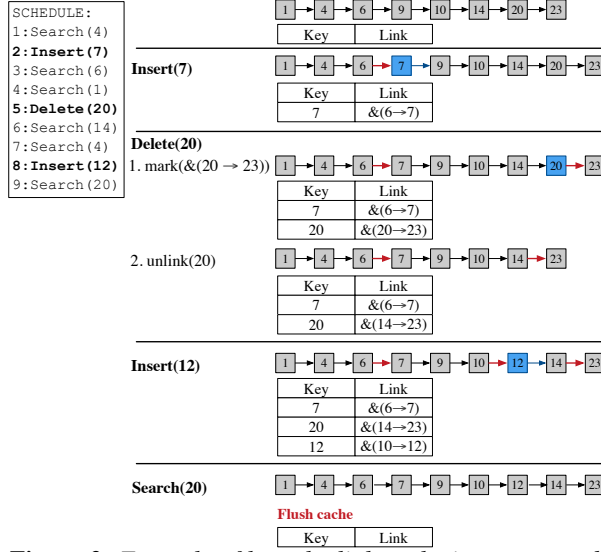 SCHEDULE:
1:Search(4)
2:Insert(7)
3:Search(6)
4:Search(1)
5:Delete(20)
6:Search(14)
7:Search(4)
8:Insert(12)
9:Search(20)
1 4 6 9 10 14 20 23
Key Link
Insert(7)
1 4 6 7 9 10 14 20 23
Key Link
7 &(6→7)
Delete(20)
1. mark(&(20 → 23))
1 4 6 7 9 10 14 20 23
Key Link
7 &(6→7)
20 &(20→23)
2. unlink(20)
1 4 6 7 9 10 14 23
Key Link
7 &(6→7)
20 &(14→23)
Insert(12)
1 4 6 7 9 10 12 14 23
Key Link
7 &(6→7)
20 &(14→23)
12 &(10→12)
Search(20)
1 4 6 7 9 10 12 14 23
Flush cache
Key Link